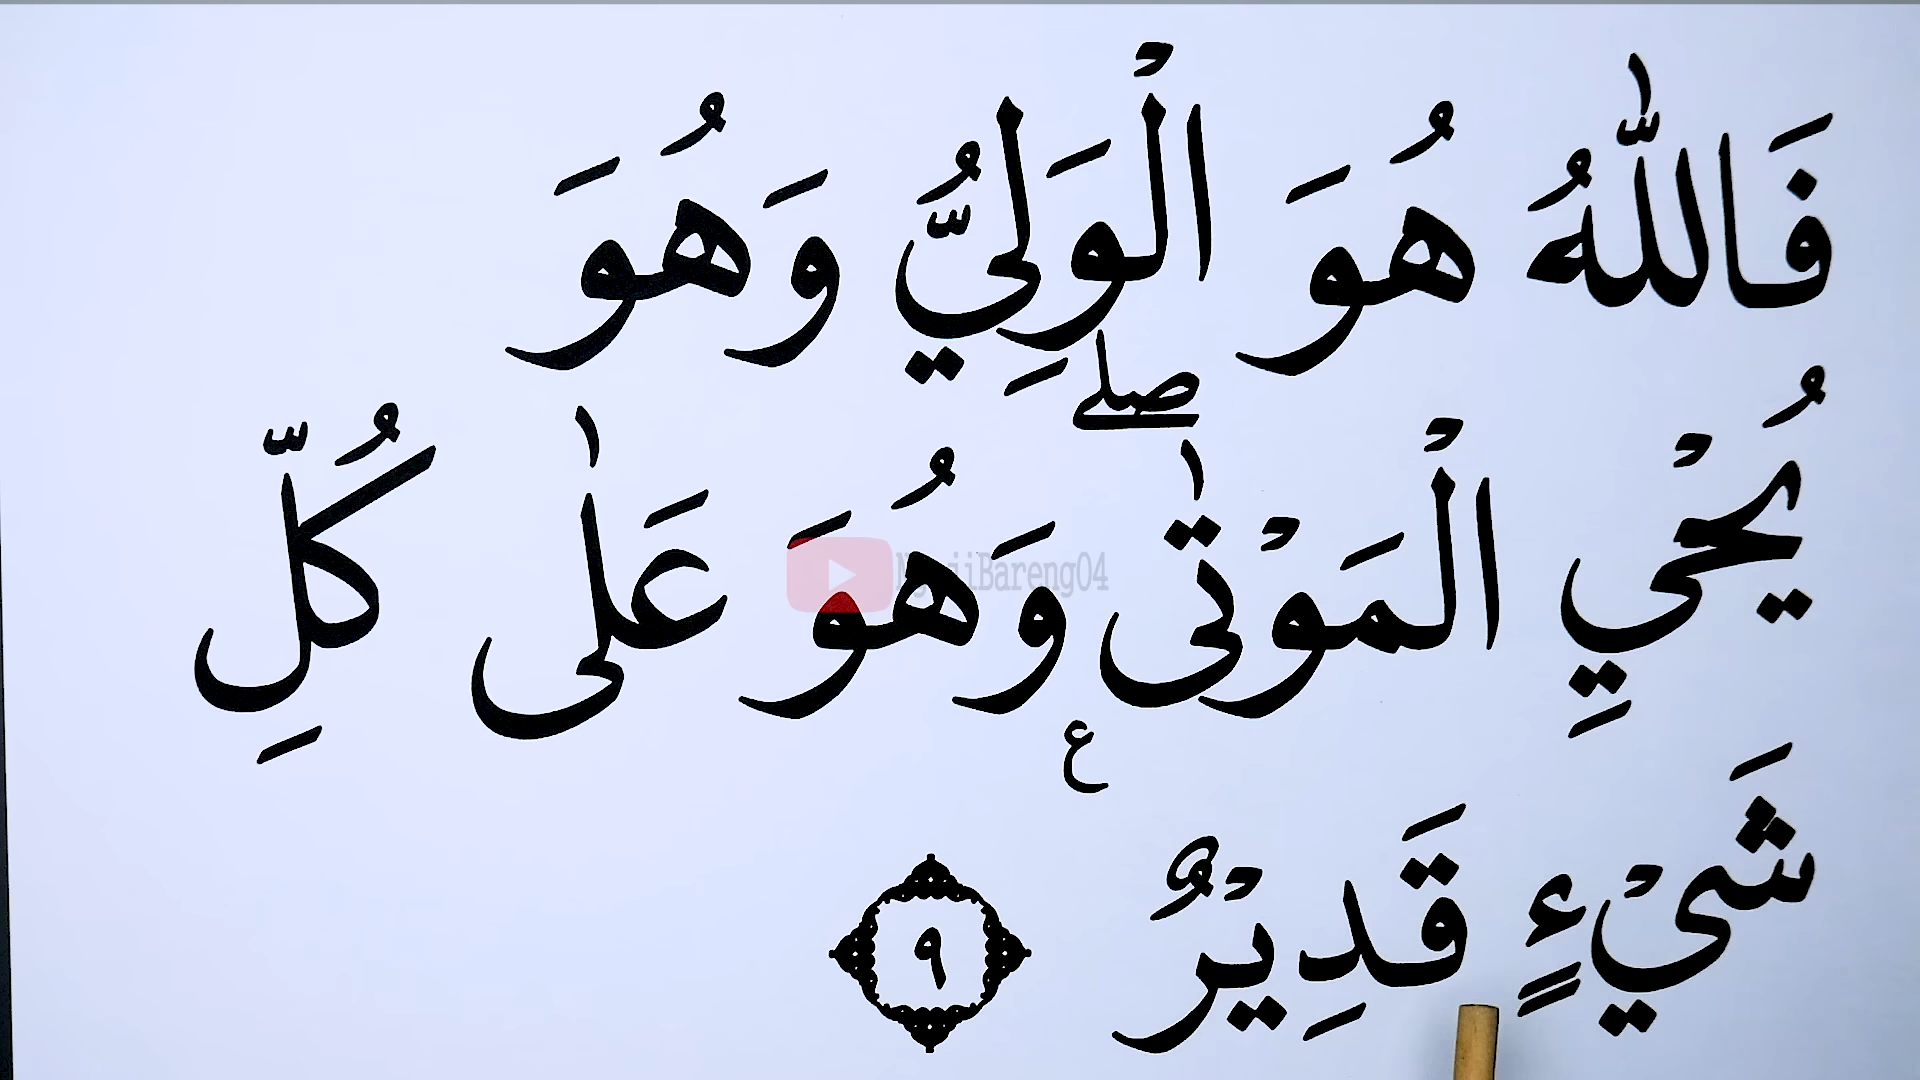 فَاللّٰهُ هُوَ الْوَلِيُّ وَهُوَ
يُحْيِ الْمَوْتٰىۖ وَهُوَ عَلٰى كُلِّ
ع
شَيْءٍ قَدِيْرٌ ٩